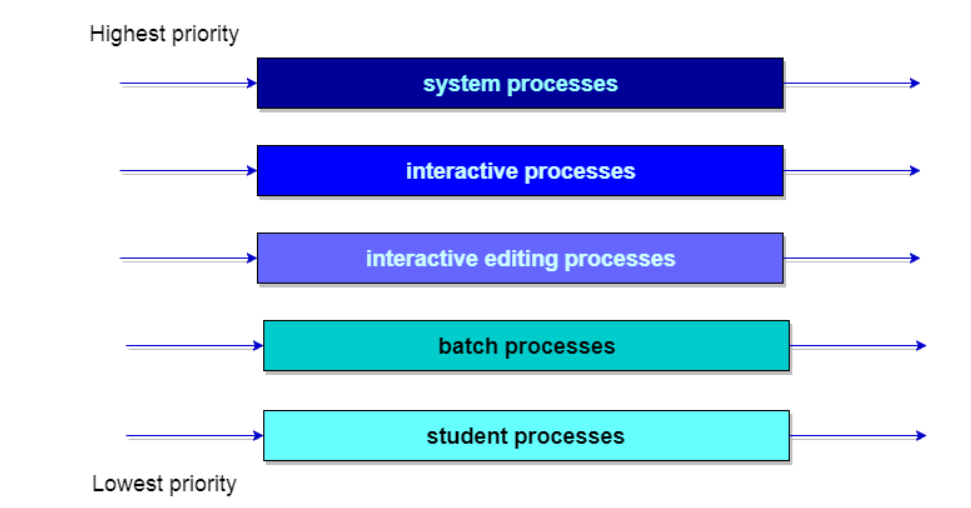 Highest priority
system processes
interactive processes
interactive editing processes
batch processes
student processes
Lowest priority